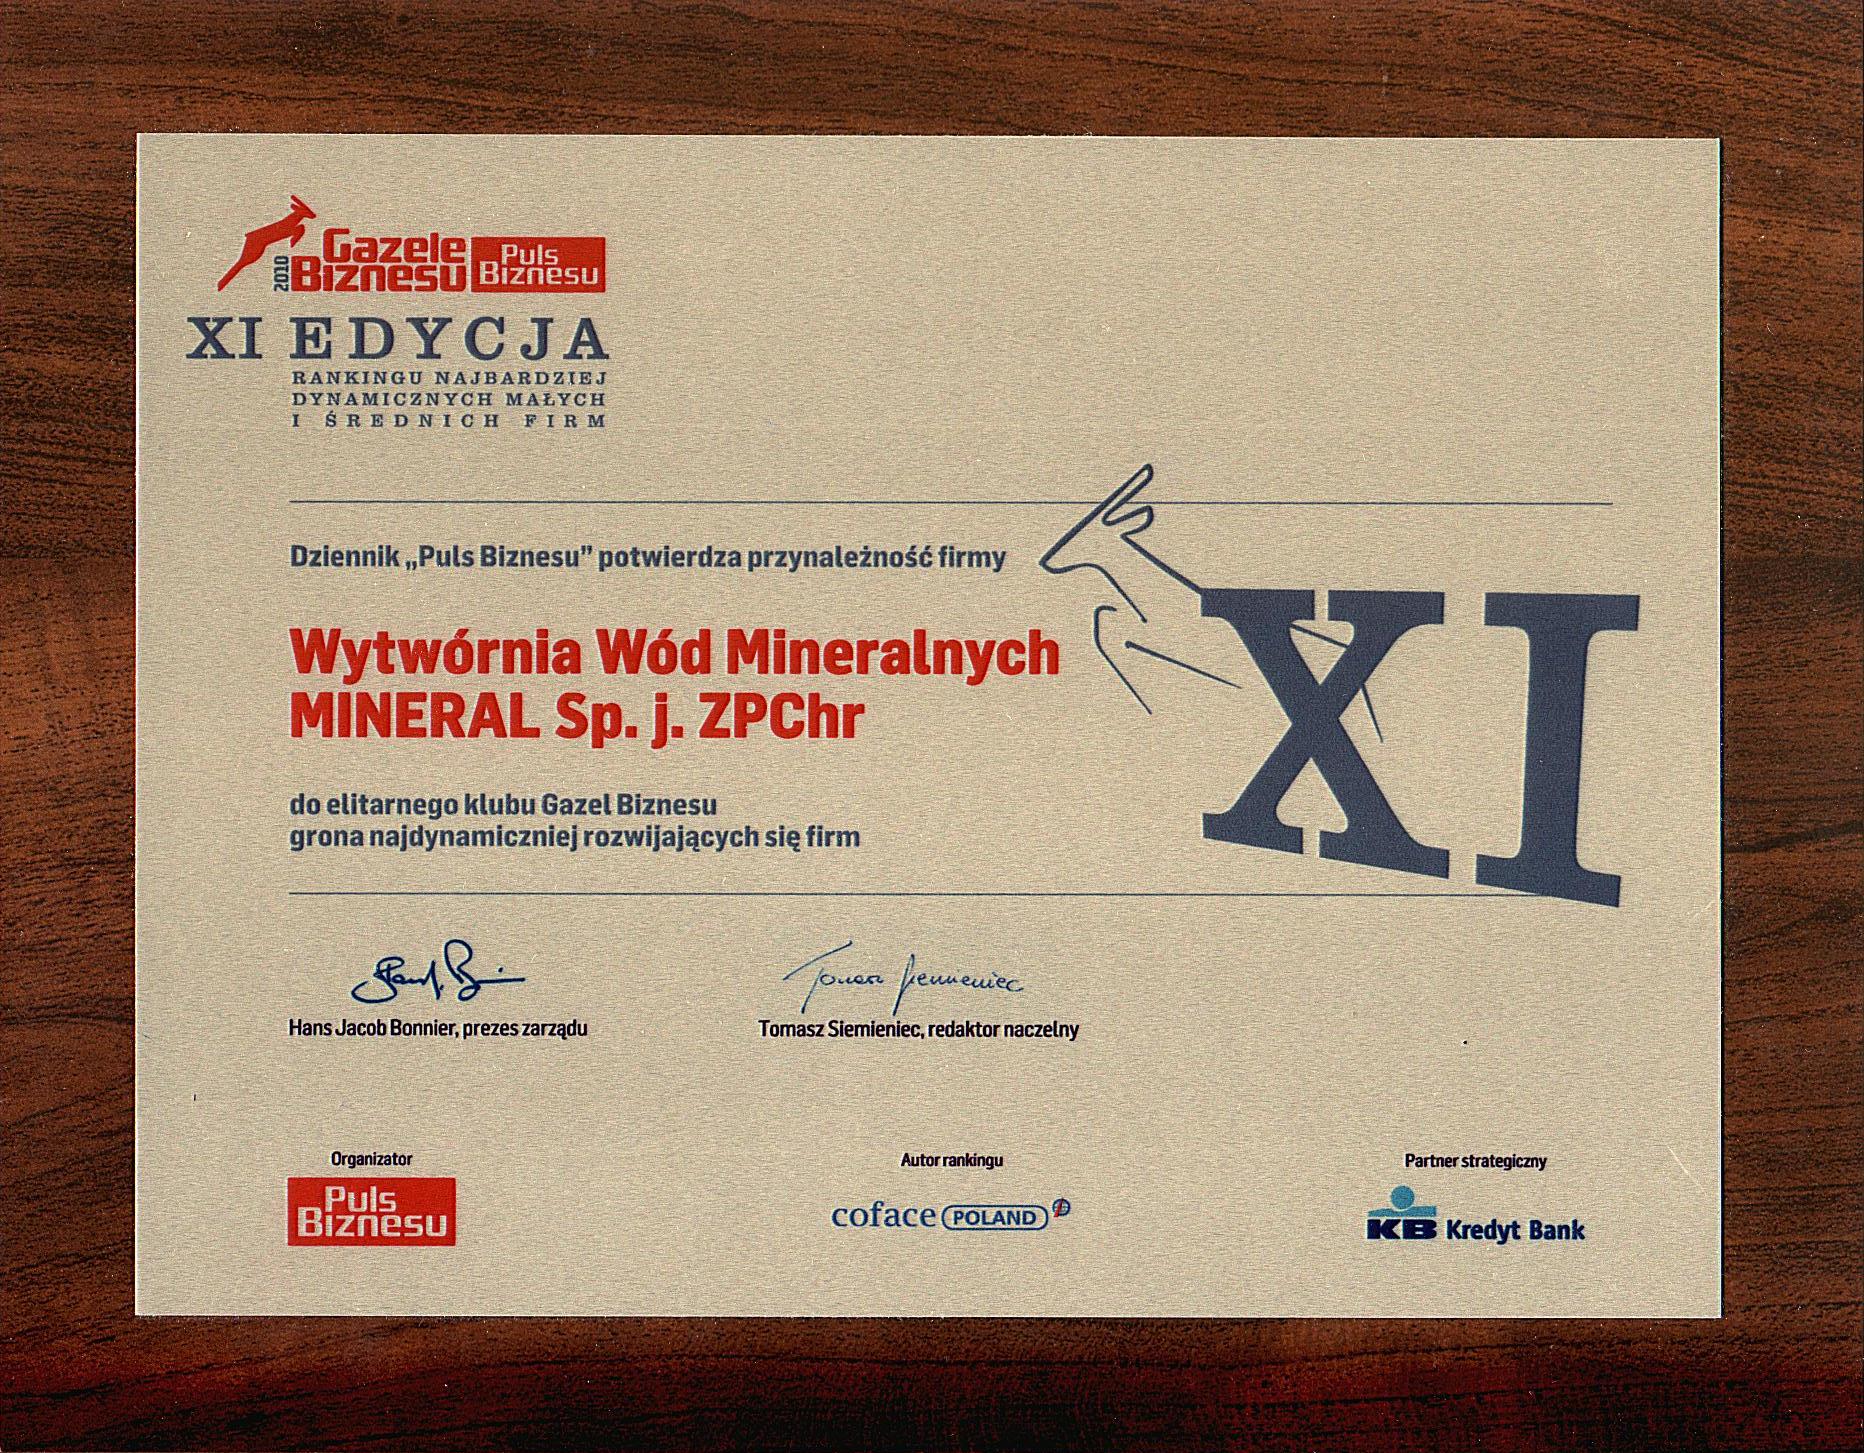 2010
Gazele
Biznesu
Puls
Biznesu
XI EDYCJA
RANKINGU NAJBARDZIEJ
DYNAMICZNYCH MAŁYCH
I ŚREDNICH FIRM
Dziennik „Puls Biznesu” potwierdza przynależność firmy
Wytwórnia Wód Mineralnych
MINERAL Sp. j. ZPChr
XI
do elitarnego klubu Gazel Biznesu
grona najdynamiczniej rozwijających się firm
Tomasz Siemieniec
Hans Jacob Bonnier, prezes zarządu
Tomasz Siemieniec, redaktor naczelny
Organizator
Puls
Biznesu
Autor rankingu
coface POLAND
Partner strategiczny
KB Kredyt Bank